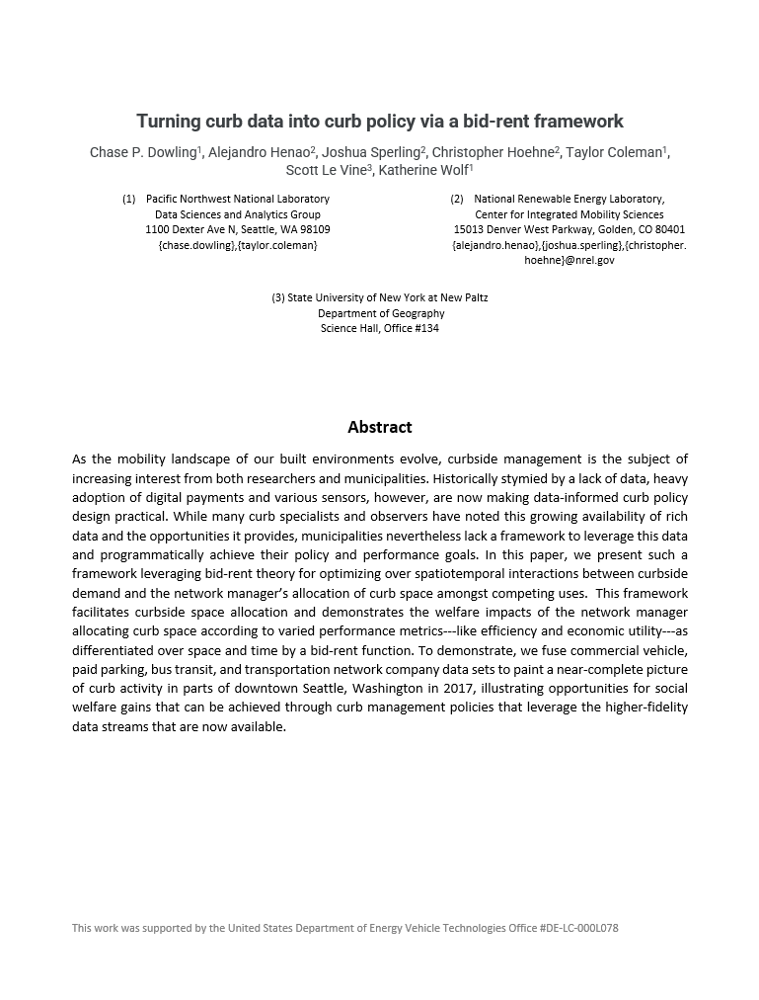 Turning curb data into curb policy via a bid-rent framework
Chase P. Dowling1, Alejandro Henao2, Joshua Sperling2, Christopher Hoehne2, Taylor Coleman1,
Scott Le Vine3, Katherine Wolf1
(1) Pacific Northwest National Laboratory
Data Sciences and Analytics Group
1100 Dexter Ave N, Seattle, WA 98109
{chase.dowling},{taylor.coleman}
(2) National Renewable Energy Laboratory,
Center for Integrated Mobility Sciences
15013 Denver West Parkway, Golden, CO 80401
{alejandro.henao},{joshua.sperling},{christopher.
hoehne}@nrel.gov
(3) State University of New York at New Paltz
Department of Geography
Science Hall, Office #134
Abstract
As the mobility landscape of our built environments evolve, curbside management is the subject of
increasing interest from both researchers and municipalities. Historically stymied by a lack of data, heavy
adoption of digital payments and various sensors, however, are now making data-informed curb policy
design practical. While many curb specialists and observers have noted this growing availability of rich
data and the opportunities it provides, municipalities nevertheless lack a framework to leverage this data
and programmatically achieve their policy and performance goals. In this paper, we present such a
framework leveraging bid-rent theory for optimizing over spatiotemporal interactions between curbside
demand and the network manager's allocation of curb space amongst competing uses. This framework
facilitates curbside space allocation and demonstrates the welfare impacts of the network manager
allocating curb space according to varied performance metrics---like efficiency and economic utility---as
differentiated over space and time by a bid-rent function. To demonstrate, we fuse commercial vehicle,
paid parking, bus transit, and transportation network company data sets to paint a near-complete picture
of curb activity in parts of downtown Seattle, Washington in 2017, illustrating opportunities for social
welfare gains that can be achieved through curb management policies that leverage the higher-fidelity
data streams that are now available.
This work was supported by the United States Department of Energy Vehicle Technologies Office #DE-LC-000L078